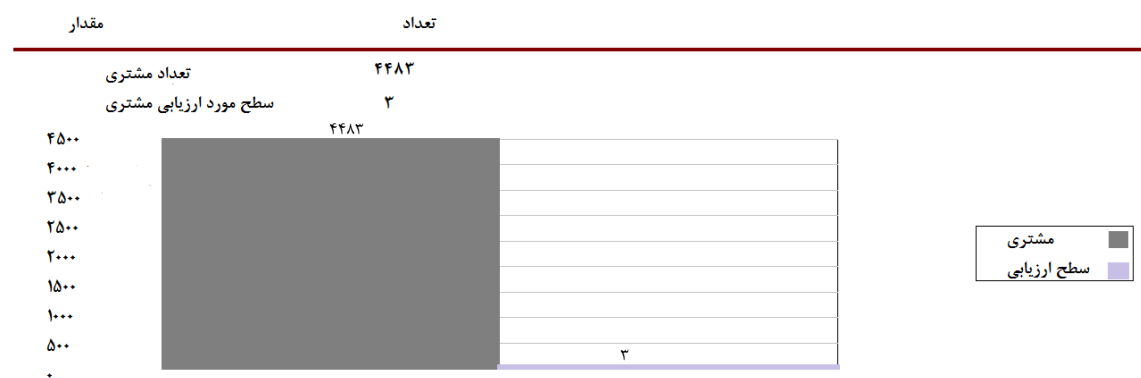 مقدار تعداد
تعداد مشتری ۴۴۸۳
سطح مورد ارزیابی مشتری ۳
۴۴۸۳
۴۵۰۰
۴۰۰۰
۳۵۰۰
۲۵۰۰
۲۰۰۰
۱۵۰۰
۱۰۰۰
۵۰۰
۰
۳
مشتری
سطح ارزیابی